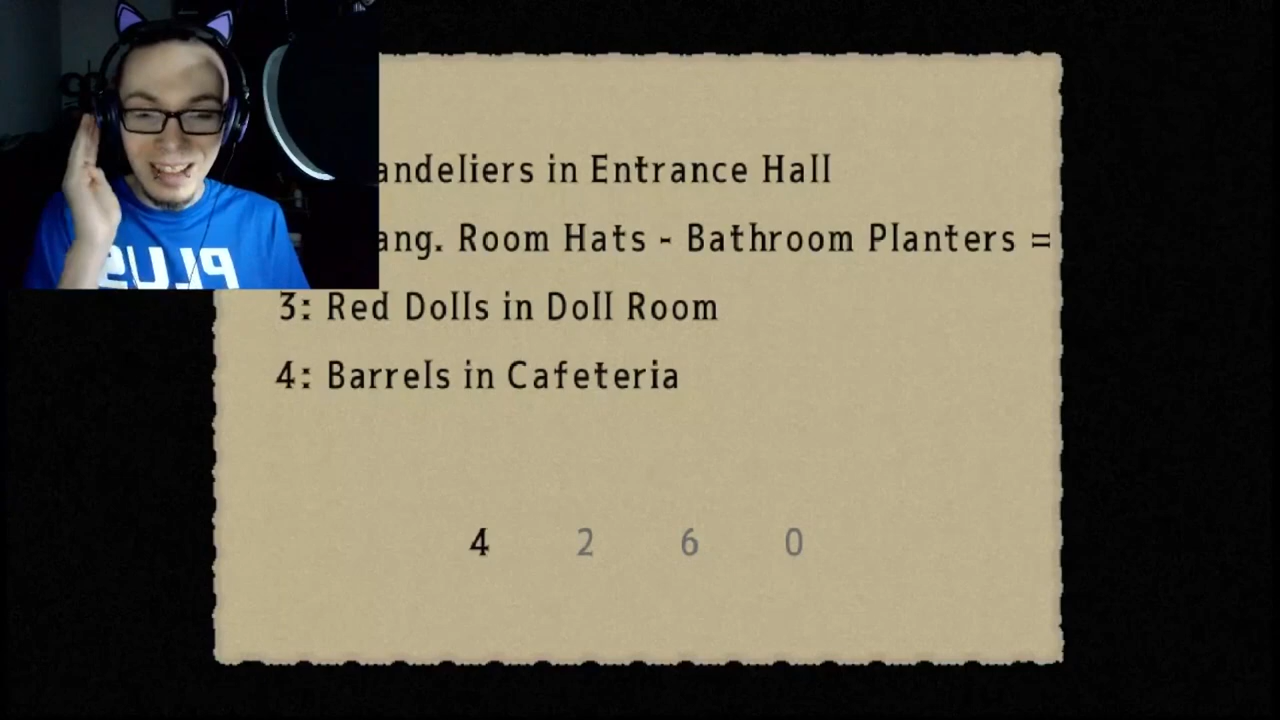 andeliers in Entrance Hall
ang. Room Hats - Bathroom Planters =
3: Red Dolls in Doll Room
4: Barrels in Cafeteria
4 2 6 0
PLUS